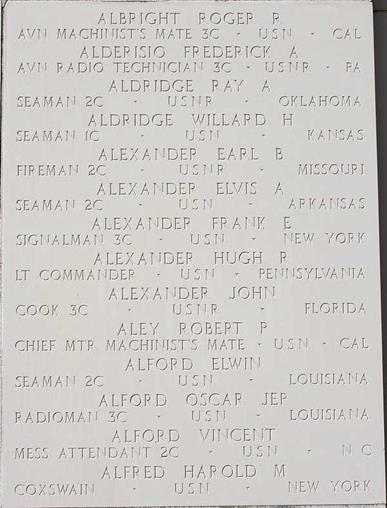 ALBRIGHT ROGER R
AVN MACHINIST'S MATE 3C · USN · CAL
ALDERISIO FREDERICK A
AVN RADIO TECHNICIAN 3C · USNR · PA
ALDRIDGE RAY A
SEAMAN 2C · USNR · OKLAHOMA
ALDRIDGE WILLARD H
SEAMAN 1C · USN · KANSAS
ALEXANDER EARL B
FIREMAN 2C · USNR · MISSOURI
ALEXANDER ELVIS A
SEAMAN 2C · USN · ARKANSAS
ALEXANDER FRANK E
SIGNALMAN 3C · USN · NEW YORK
ALEXANDER HUGH R
LT COMMANDER · USN · PENNSYLVANIA
ALEXANDER JOHN
COOK 3C · USNR · FLORIDA
ALEY ROBERT P
CHIEF MTR MACHINIST'S MATE · USN · CAL
ALFORD ELWIN
SEAMAN 2C · USN · LOUISIANA
ALFORD OSCAR JEP
RADIOMAN 3C · USN · LOUISIANA
ALFORD VINCENT
MESS ATTENDANT 2C · USN · N C
ALFRED HAROLD M
COXSWAIN · USN · NEW YORK